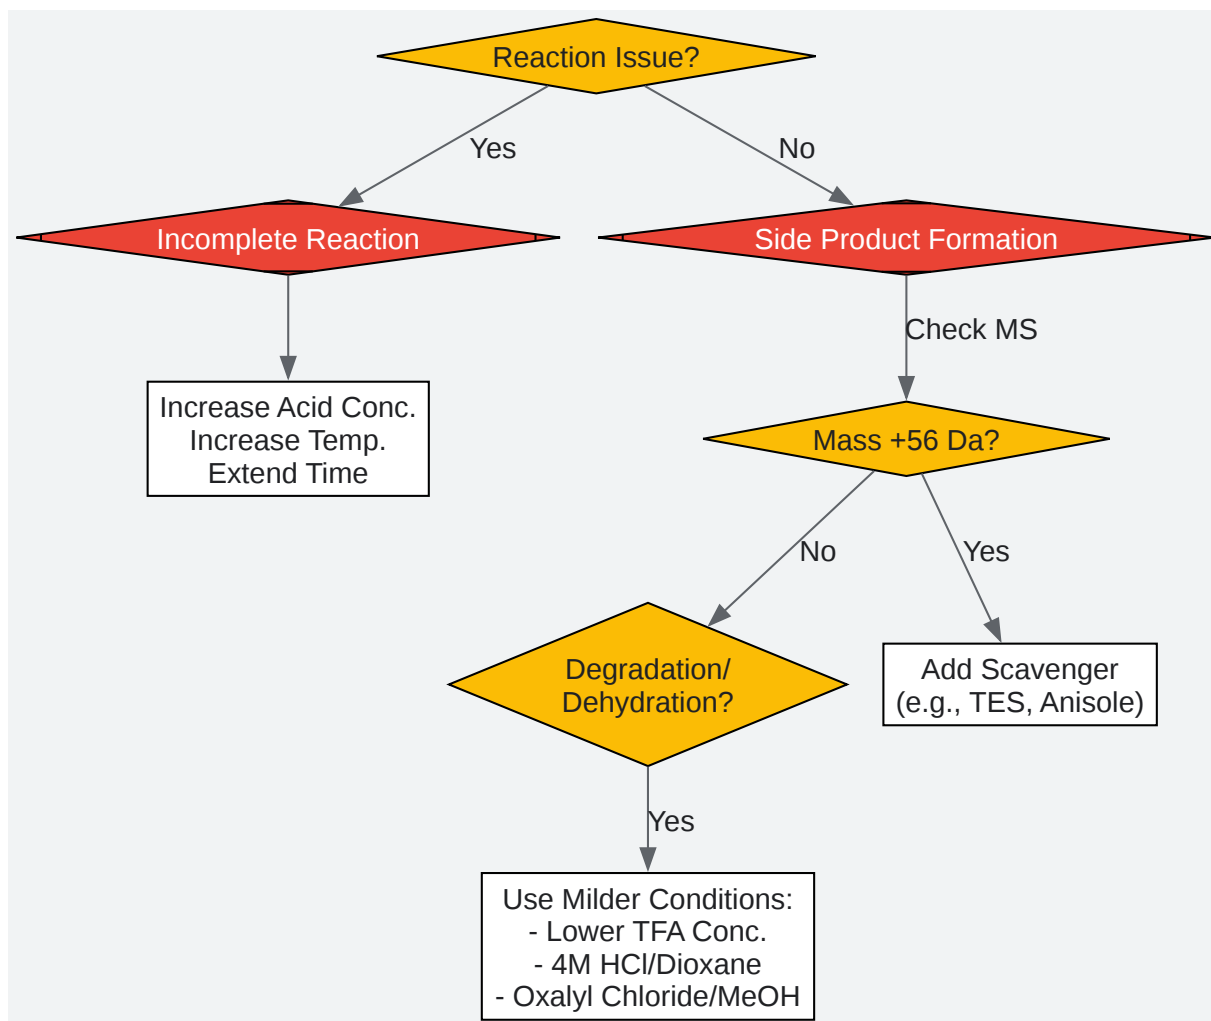 Reaction Issue?
Yes
No
Incomplete Reaction
Side Product Formation
Check MS
Increase Acid Conc.
Increase Temp.
Extend Time
Mass +56 Da?
No
Yes
Degradation/
Dehydration?
Add Scavenger
(e.g., TES, Anisole)
Yes
Use Milder Conditions:
- Lower TFA Conc.
- 4M HCl/Dioxane
- Oxalyl Chloride/MeOH